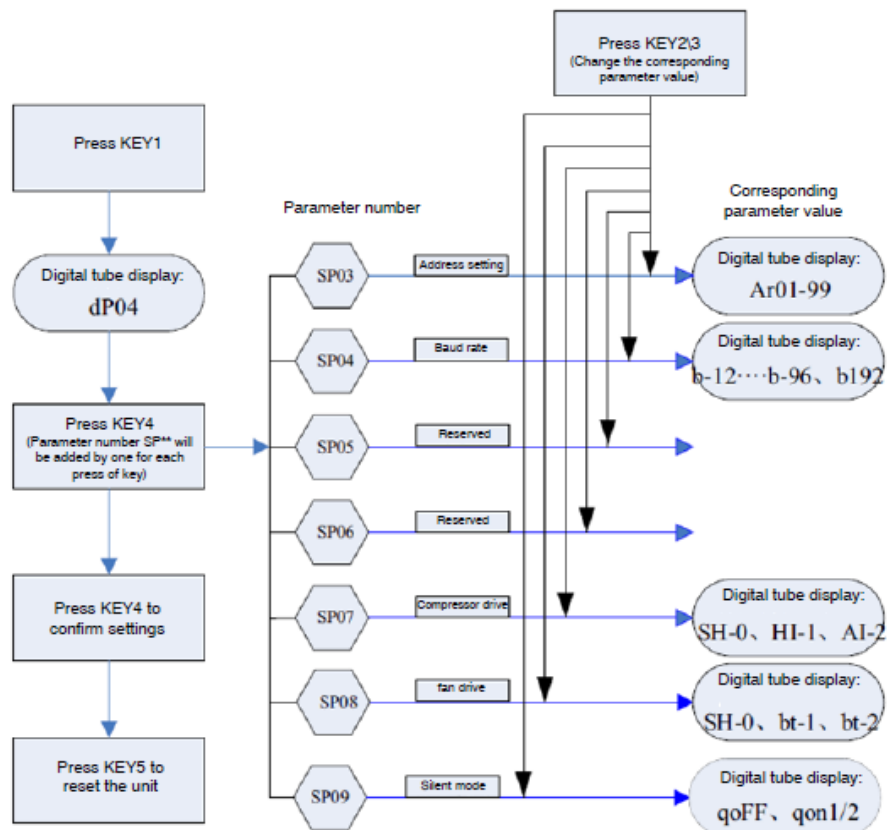 Press KEY2\3
(Change the corresponding
parameter value)
Press KEY1
Parameter number
Corresponding
parameter value
Digital tube display:
dP04
SP03
Address setting
Digital tube display:
Ar01-99
SP04
Baud rate
Digital tube display:
b-12····b-96、b192
Press KEY4
(Parameter number SP** will
be added by one for each
press of key)
SP05
Reserved
SP06
Reserved
Press KEY4 to
confirm settings
SP07
Compressor drive
Digital tube display:
SH-0、HI-1、AI-2
SP08
fan drive
Digital tube display:
SH-0、bt-1、bt-2
Press KEY5 to
reset the unit
SP09
Silent mode
Digital tube display:
qoFF、qon1/2